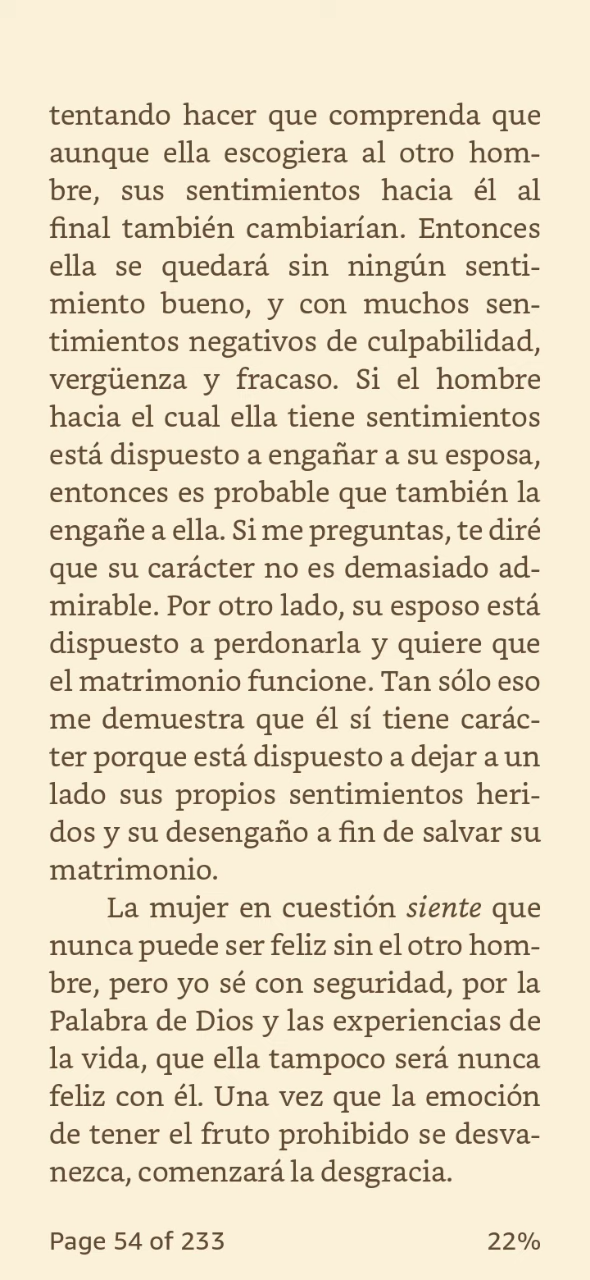 tentando hacer que comprenda que
aunque ella escogiera al otro hom-
bre, sus sentimientos hacia él al
final también cambiarían. Entonces
ella se quedará sin ningún senti-
miento bueno, y con muchos sen-
timientos negativos de culpabilidad,
vergüenza y fracaso. Si el hombre
hacia el cual ella tiene sentimientos
está dispuesto a engañar a su esposa,
entonces es probable que también la
engañe a ella. Si me preguntas, te diré
que su carácter no es demasiado ad-
mirable. Por otro lado, su esposo está
dispuesto a perdonarla y quiere que
el matrimonio funcione. Tan sólo eso
me demuestra que él sí tiene carác-
ter porque está dispuesto a dejar a un
lado sus propios sentimientos heri-
dos y su desengaño a fin de salvar su
matrimonio.
La mujer en cuestión siente que
nunca puede ser feliz sin el otro hom-
bre, pero yo sé con seguridad, por la
Palabra de Dios y las experiencias de
la vida, que ella tampoco será nunca
feliz con él. Una vez que la emoción
de tener el fruto prohibido se desva-
nezca, comenzará la desgracia.
Page 54 of 233 22%